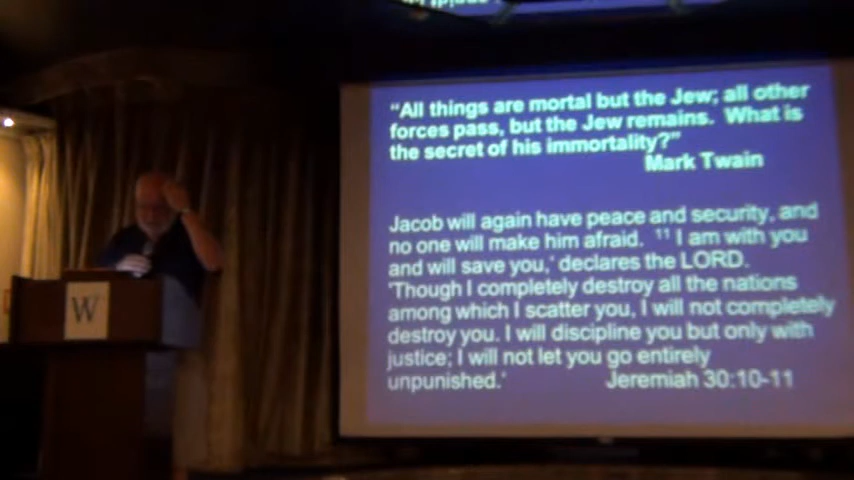 "All things are mortal but the Jew; all other
forces pass, but the Jew remains. What is
the secret of his immortality?"
Mark Twain
Jacob will again have peace and security, and
no one will make him afraid. ¹¹ I am with you
and will save you,' declares the LORD.
'Though I completely destroy all the nations
among which I scatter you, I will not completely
destroy you. I will discipline you but only with
justice; I will not let you go entirely
unpunished.' Jeremiah 30:10-11
W